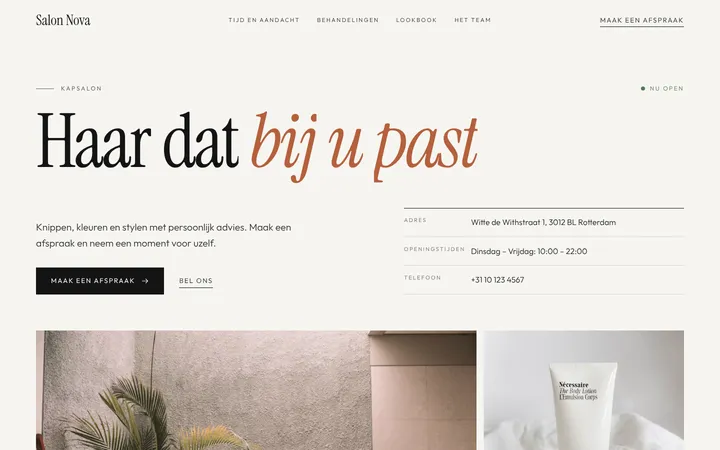 Salon Nova
TIJD EN AANDACHT
BEHANDELINGEN
LOOKBOOK
HET TEAM
MAAK EEN AFSPRAAK
KAPSALON
NU OPEN
Haar dat bij u past
Knippen, kleuren en stylen met persoonlijk advies. Maak een
afspraak en neem een moment voor uzelf.
MAAK EEN AFSPRAAK →
BEL ONS
ADRES
Witte de Withstraat 1, 3012 BL Rotterdam
OPENINGSTIJDEN
Dinsdag – Vrijdag: 10:00 – 22:00
TELEFOON
+31 10 123 4567
Nécessaire
The Body Lotion
L'Émulsion Corps